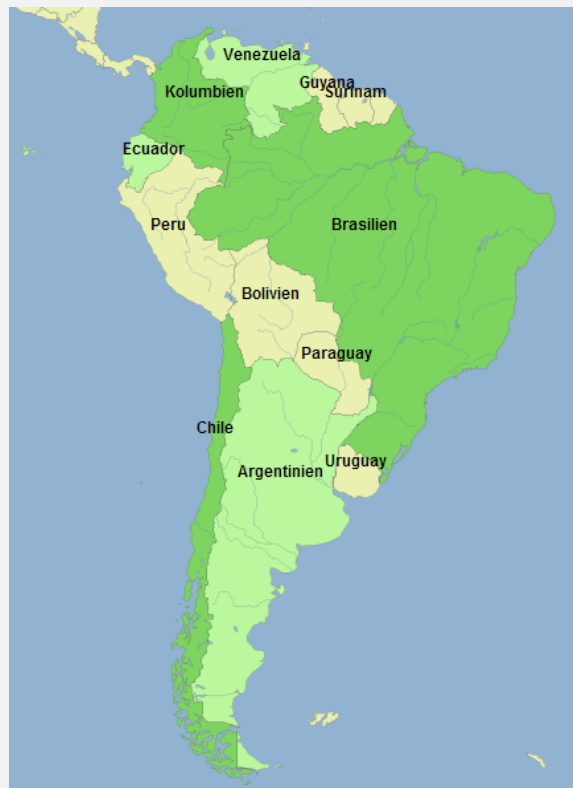 Venezuela
Guyana
Surinam
Kolumbien
Ecuador
Peru
Brasilien
Bolivien
Paraguay
Chile
Uruguay
Argentinien